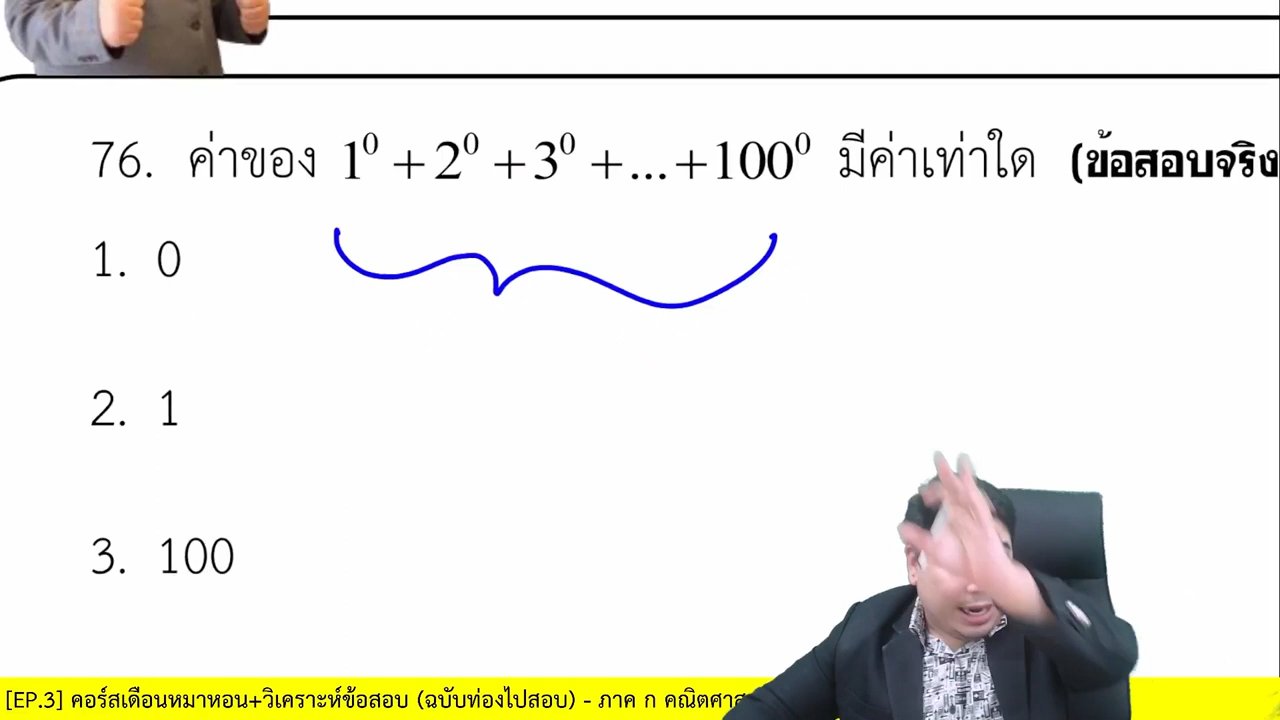 76. ค่าของ 1⁰ + 2⁰ + 3⁰ + ... + 100⁰ มีค่าเท่าใด (ข้อสอบจริง
1. 0
2. 1
3. 100
[EP.3] คอร์สเดือนหมาหอน+วิเคราะห์ข้อสอบ (ฉบับท่องไปสอบ) - ภาค ก คณิตศาส